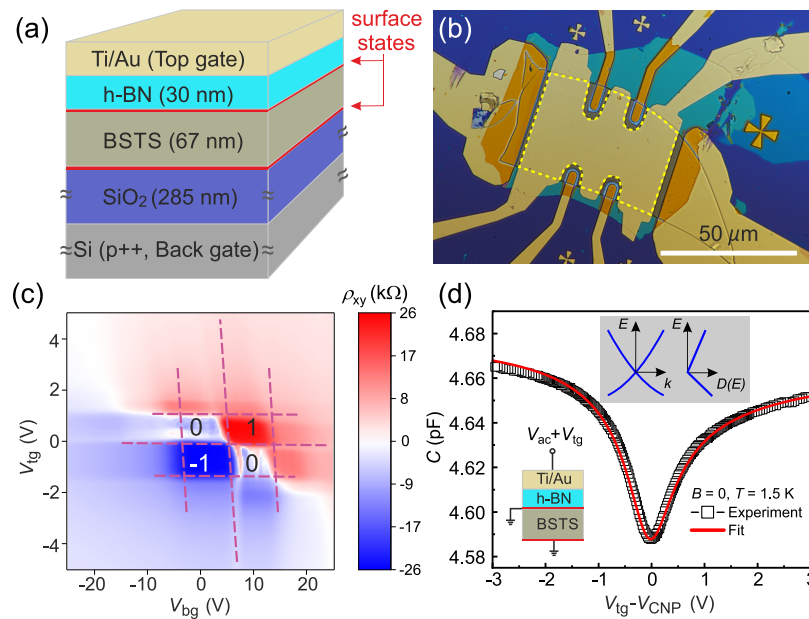 (a)
surface
states
Ti/Au (Top gate)
h-BN (30 nm)
BSTS (67 nm)
SiO₂ (285 nm)
Si (p++, Back gate)
≈
≈
≈
≈
≈
≈
(b)
50 μm
(c)
ρxy (kΩ)
26
18
9
0
-9
-18
-26
4
2
0
-2
-4
Vtg (V)
0
1
-1
0
-20
-10
0
10
20
Vbg (V)
(d)
4.68
4.66
4.64
4.62
4.60
4.58
C (pF)
E
k
E
D(E)
Vac+Vtg
Ti/Au
h-BN
BSTS
B = 0, T = 1.5 K
Experiment
Fit
-3
-2
-1
0
1
2
3
Vtg-VCNP (V)